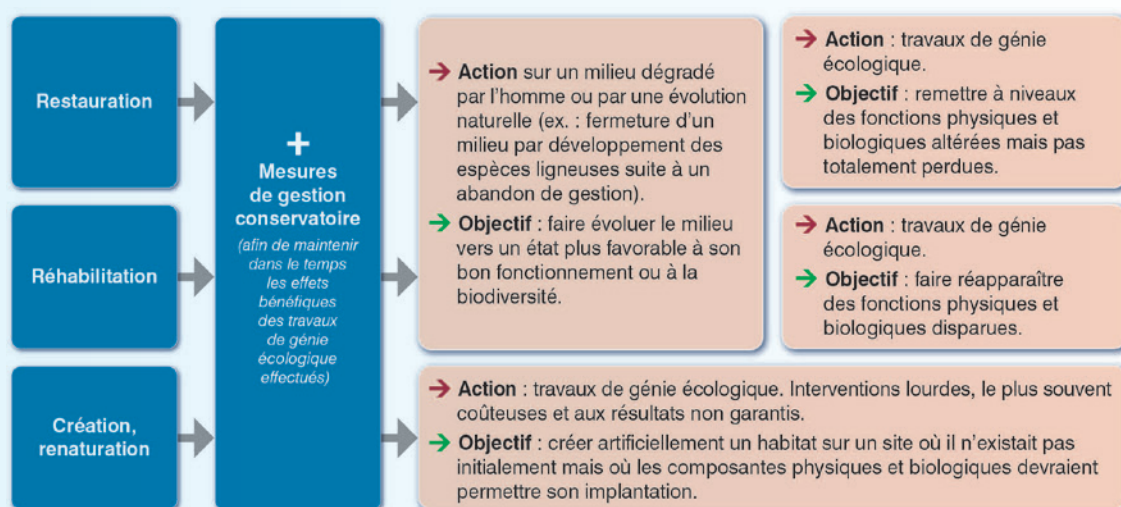 Restauration
Réhabilitation
Création,
renaturation
+
Mesures
de gestion
conservatoire
(afin de maintenir
dans le temps
les effets
bénéfiques
des travaux
de génie
écologique
effectués)
→ Action sur un milieu dégradé
par l'homme ou par une évolution
naturelle (ex. : fermeture d'un
milieu par développement des
espèces ligneuses suite à un
abandon de gestion).
→ Objectif : faire évoluer le milieu
vers un état plus favorable à son
bon fonctionnement ou à la
biodiversité.
→ Action : travaux de génie
écologique.
→ Objectif : remettre à niveaux
des fonctions physiques et
biologiques altérées mais pas
totalement perdues.
→ Action : travaux de génie
écologique.
→ Objectif : faire réapparaître
des fonctions physiques et
biologiques disparues.
→ Action : travaux de génie écologique. Interventions lourdes, le plus souvent
coûteuses et aux résultats non garantis.
→ Objectif : créer artificiellement un habitat sur un site où il n'existait pas
initialement mais où les composantes physiques et biologiques devraient
permettre son implantation.